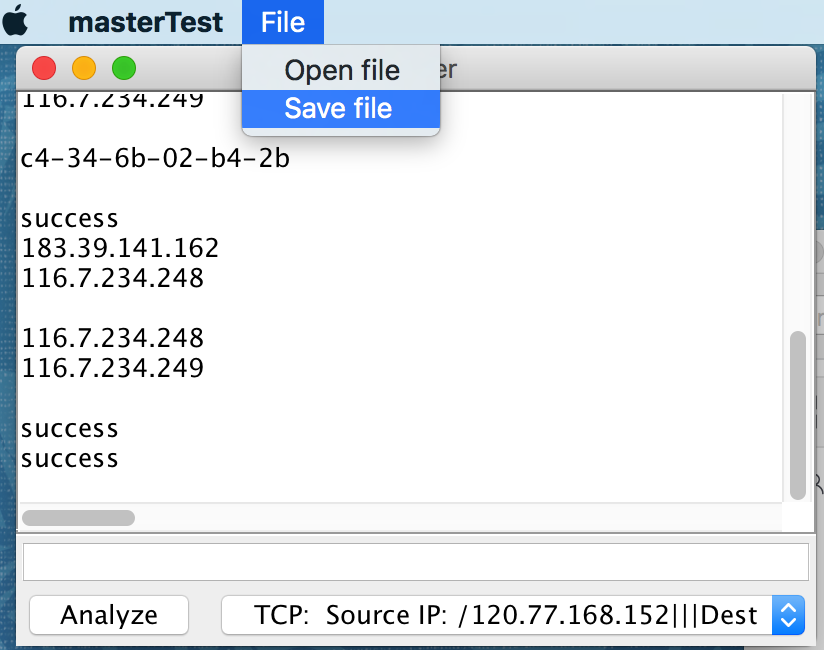 masterTest File
Open file
Save file
er
116.7.234.249
c4-34-6b-02-b4-2b
success
183.39.141.162
116.7.234.248
116.7.234.248
116.7.234.249
success
success
Analyze
TCP: Source IP: /120.77.168.152|||Dest